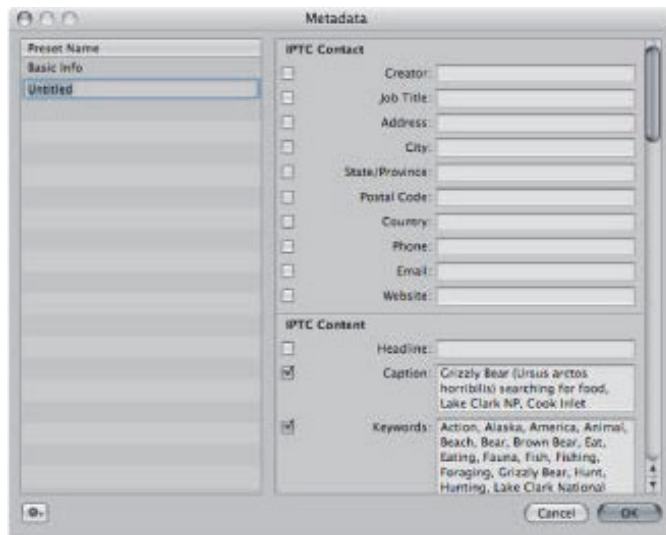 Metadata
Preset Name
Basic Info
Untitled
IPTC Contact
Creator:
Job Title:
Address:
City:
State/Province:
Postal Code:
Country:
Phone:
Email:
Website:
IPTC Content
Headline:
Caption: Grizzly Bear (Ursus arctos
horribilis) searching for food,
Lake Clark NP, Cook Inlet
Keywords: Action, Alaska, America, Animal,
Beach, Bear, Brown Bear, Eat,
Eating, Fauna, Fish, Fishing,
Foraging, Grizzly Bear, Hunt,
Hunting, Lake Clark National
Cancel
OK